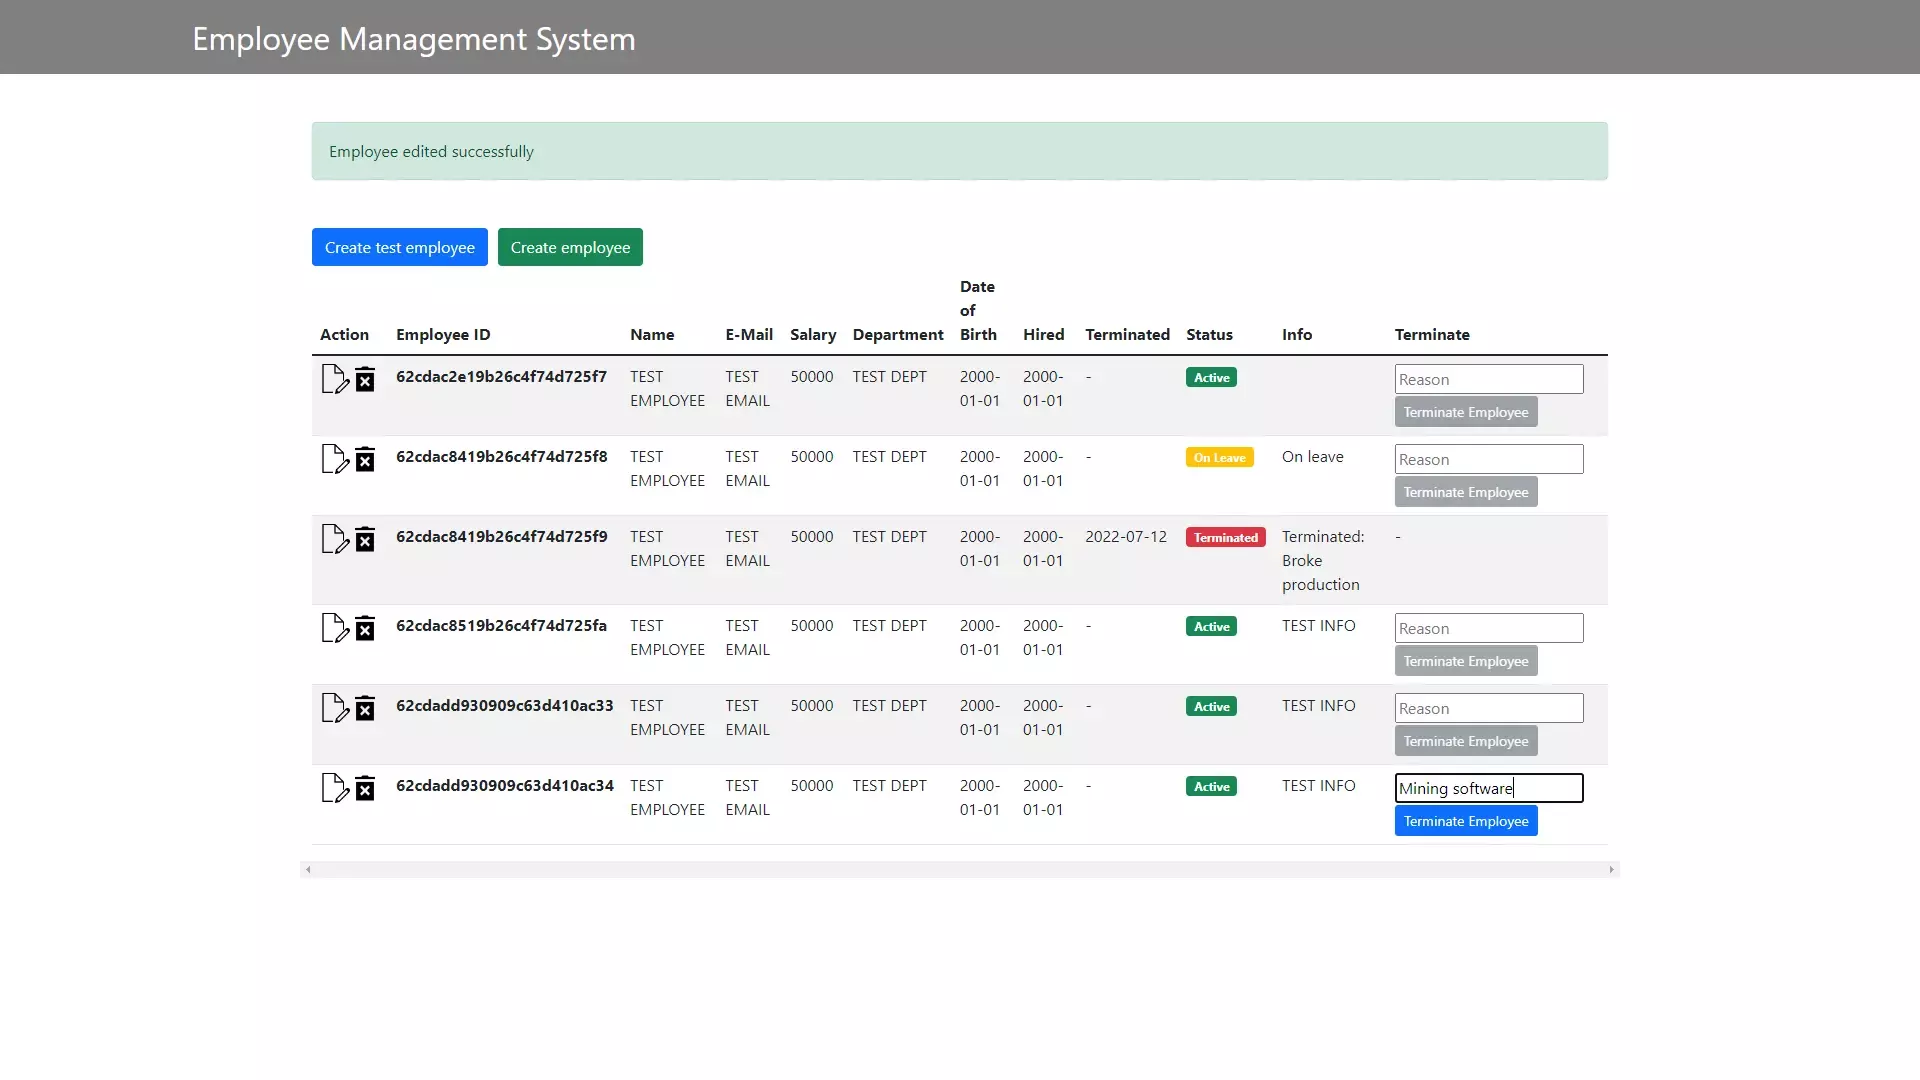 Employee Management System
Employee edited successfully
Create test employee Create employee
Date
of
Action Employee ID Name E-Mail Salary Department Birth Hired Terminated Status Info Terminate
62cdac2e19b26c4f74d725f7 TEST TEST 50000 TEST DEPT 2000- 2000- - Active Reason
EMPLOYEE EMAIL 01-01 01-01 Terminate Employee
62cdac8419b26c4f74d725f8 TEST TEST 50000 TEST DEPT 2000- 2000- - On Leave On leave Reason
EMPLOYEE EMAIL 01-01 01-01 Terminate Employee
62cdac8419b26c4f74d725f9 TEST TEST 50000 TEST DEPT 2000- 2000- 2022-07-12 Terminated Terminated: -
EMPLOYEE EMAIL 01-01 01-01 Broke
production
62cdac8519b26c4f74d725fa TEST TEST 50000 TEST DEPT 2000- 2000- - Active TEST INFO Reason
EMPLOYEE EMAIL 01-01 01-01 Terminate Employee
62cdadd930909c63d410ac33 TEST TEST 50000 TEST DEPT 2000- 2000- - Active TEST INFO Reason
EMPLOYEE EMAIL 01-01 01-01 Terminate Employee
62cdadd930909c63d410ac34 TEST TEST 50000 TEST DEPT 2000- 2000- - Active TEST INFO Mining software
EMPLOYEE EMAIL 01-01 01-01 Terminate Employee